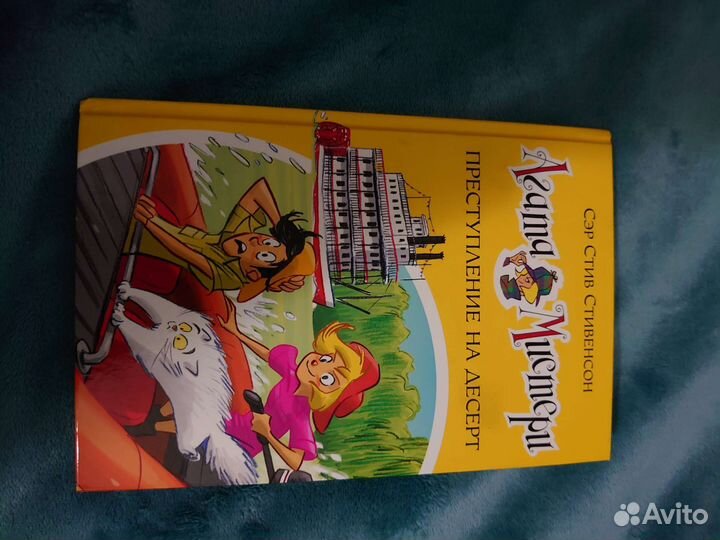 Сэр Стив Стивенсон
Агата Мистери
ПРЕСТУПЛЕНИЕ НА ДЕСЕРТ
Avito